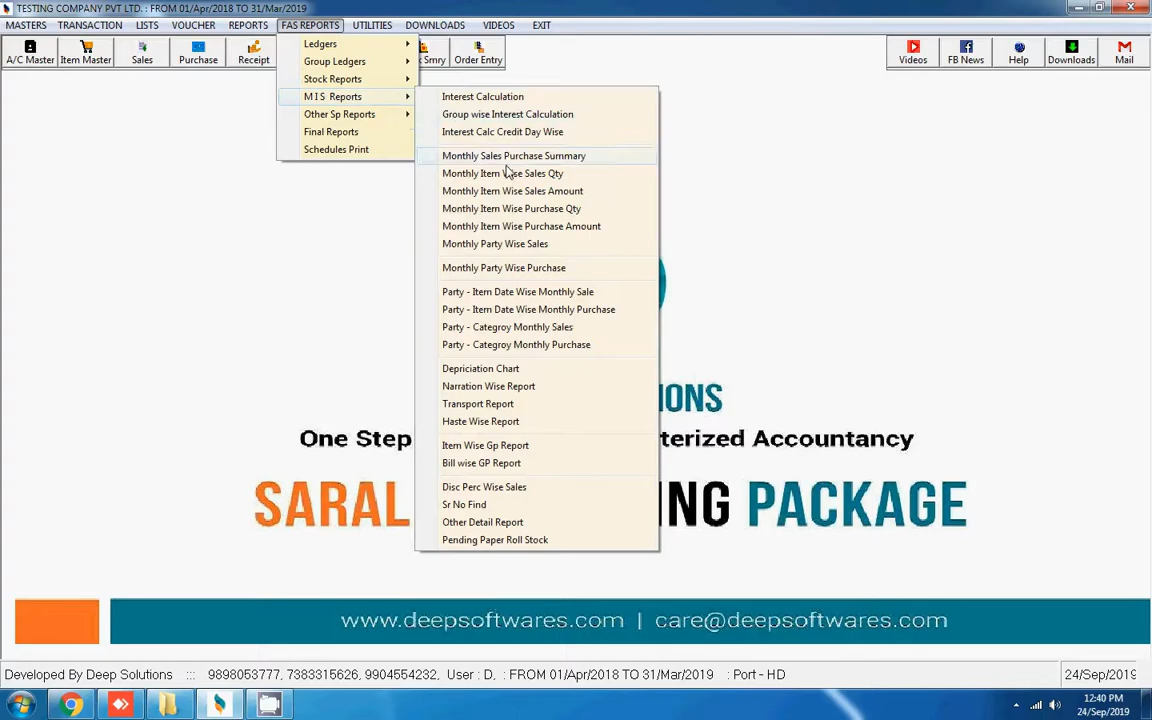 TESTING COMPANY PVT LTD. : FROM 01/Apr/2018 TO 31/Mar/2019
MASTERS TRANSACTION LISTS VOUCHER REPORTS FAS REPORTS UTILITIES DOWNLOADS VIDEOS EXIT
A/C Master Item Master Sales Purchase Receipt Smry Order Entry Videos FB News Help Downloads Mail
Ledgers
Group Ledgers
Stock Reports
M I S Reports
Other Sp Reports
Final Reports
Schedules Print
Interest Calculation
Group wise Interest Calculation
Interest Calc Credit Day Wise
Monthly Sales Purchase Summary
Monthly Item Wise Sales Qty
Monthly Item Wise Sales Amount
Monthly Item Wise Purchase Qty
Monthly Item Wise Purchase Amount
Monthly Party Wise Sales
Monthly Party Wise Purchase
Party - Item Date Wise Monthly Sale
Party - Item Date Wise Monthly Purchase
Party - Categroy Monthly Sales
Party - Categroy Monthly Purchase
Depriciation Chart
Narration Wise Report
Transport Report
Haste Wise Report
Item Wise Gp Report
Bill wise GP Report
Disc Perc Wise Sales
Sr No Find
Other Detail Report
Pending Paper Roll Stock
IONS
One Step terized Accountancy
SARAL NG PACKAGE
www.deepsoftwares.com | care@deepsoftwares.com
Developed By Deep Solutions ::: 9898053777, 7383315626, 9904554232, User : D, : FROM 01/Apr/2018 TO 31/Mar/2019 : Port - HD 24/Sep/2019
12:40 PM
24/Sep/2019